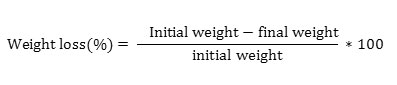 Initial weight − final weight
Weight loss(%) = * 100
initial weight